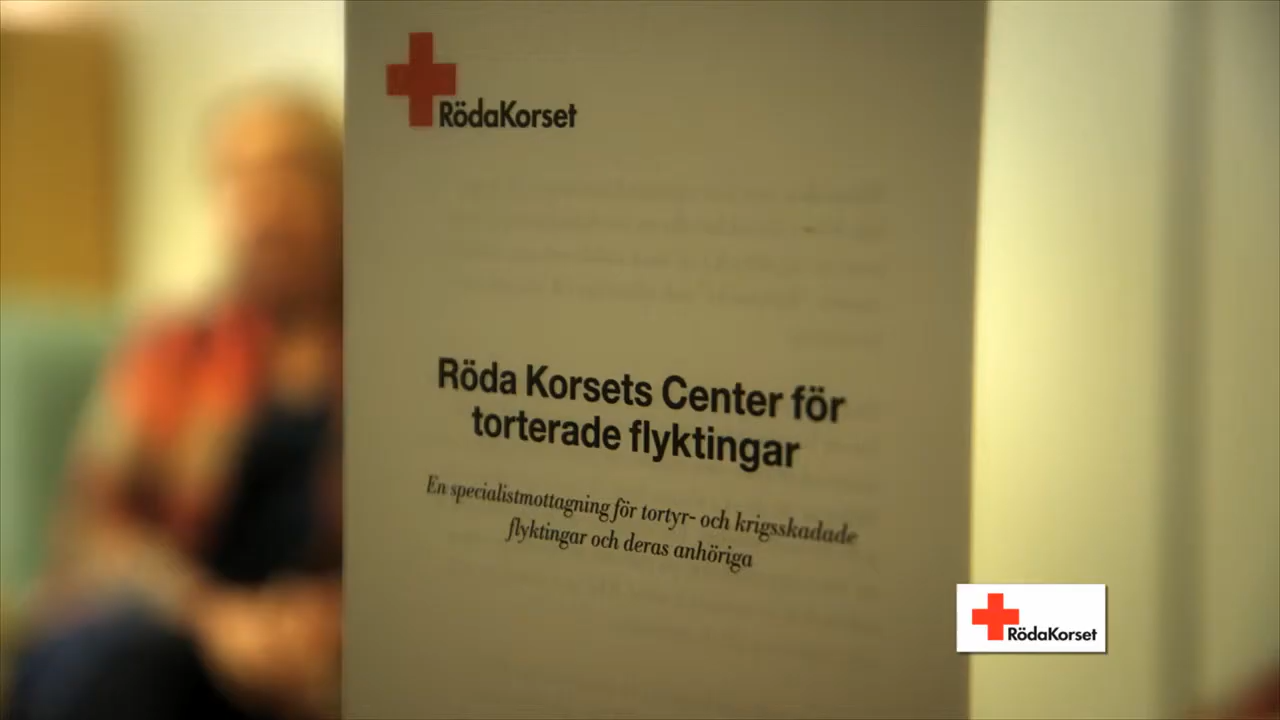 RödaKorset
Röda Korsets Center för
torterade flyktingar
En specialistmottagning för tortyr- och krigsskadade
flyktingar och deras anhöriga
RödaKorset